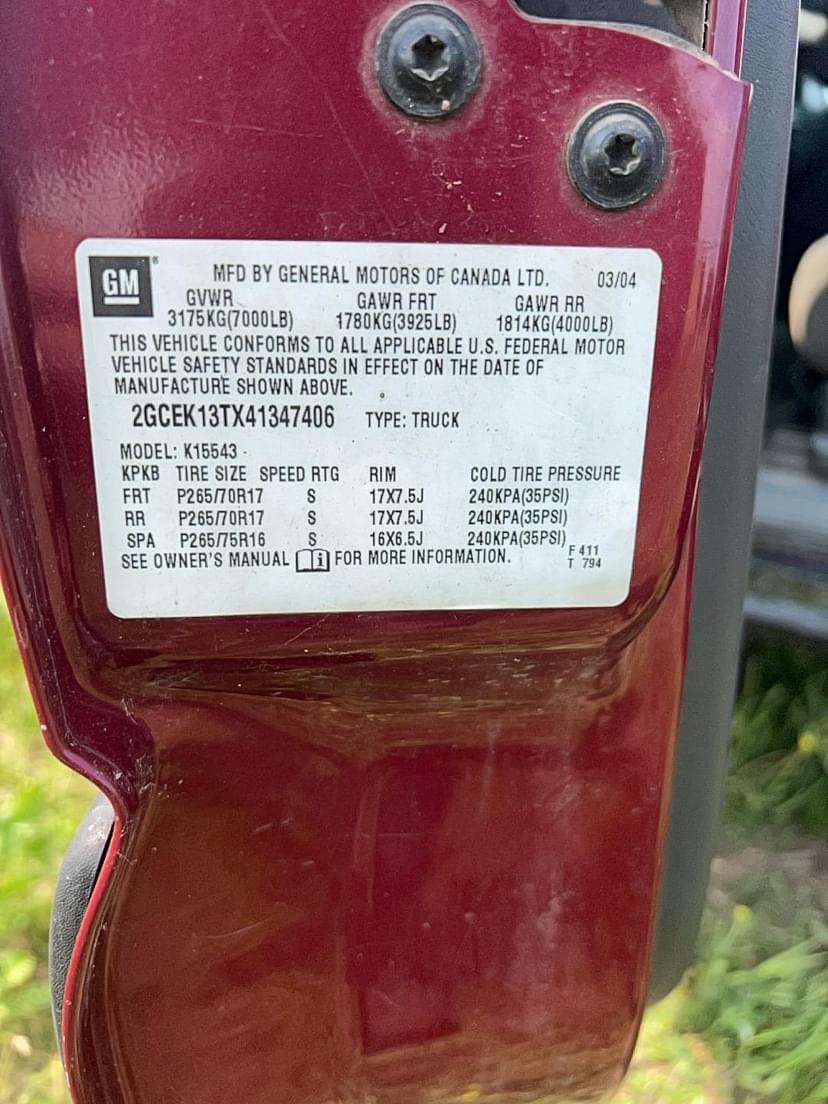 GM ® MFD BY GENERAL MOTORS OF CANADA LTD. 03/04
GVWR GAWR FRT GAWR RR
3175KG(7000LB) 1780KG(3925LB) 1814KG(4000LB)
THIS VEHICLE CONFORMS TO ALL APPLICABLE U.S. FEDERAL MOTOR
VEHICLE SAFETY STANDARDS IN EFFECT ON THE DATE OF
MANUFACTURE SHOWN ABOVE.
2GCEK13TX41347406 TYPE: TRUCK
MODEL: K15543
KPKB TIRE SIZE SPEED RTG RIM COLD TIRE PRESSURE
FRT P265/70R17 S 17X7.5J 240KPA(35PSI)
RR P265/70R17 S 17X7.5J 240KPA(35PSI)
SPA P265/75R16 S 16X6.5J 240KPA(35PSI)
SEE OWNER'S MANUAL i FOR MORE INFORMATION. F 411
T 794